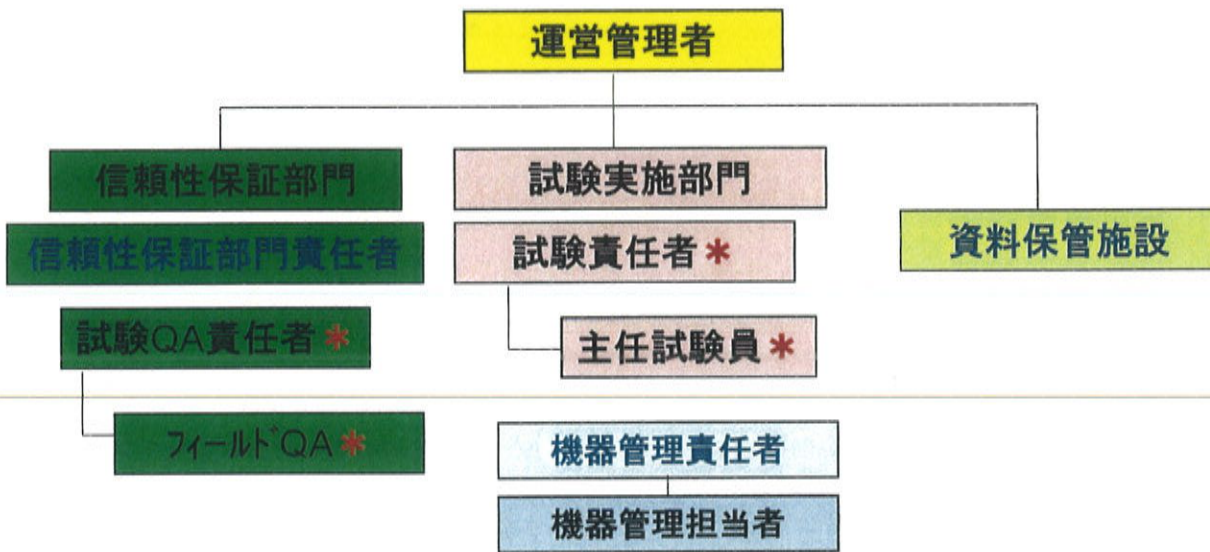 運営管理者
信頼性保証部門
試験実施部門
信頼性保証部門責任者
試験責任者*
資料保管施設
試験QA責任者*
主任試験員*
フィールドQA*
機器管理責任者
機器管理担当者